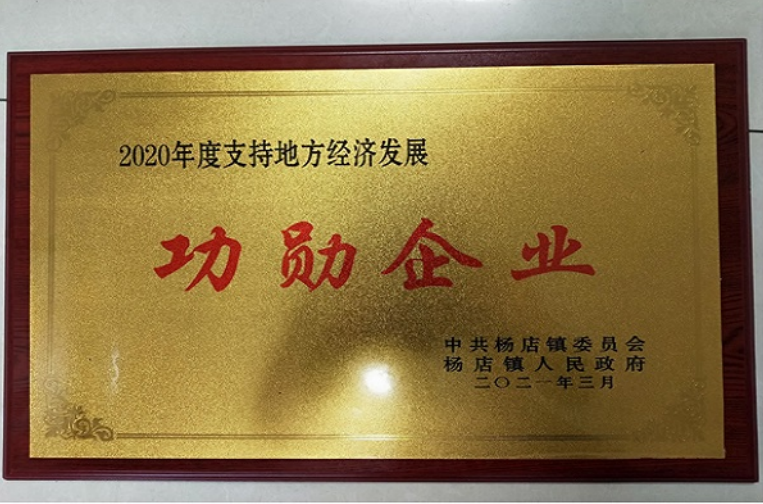 2020年度支持地方经济发展
功勋企业
中共杨店镇委员会
杨店镇人民政府
二〇二一年三月